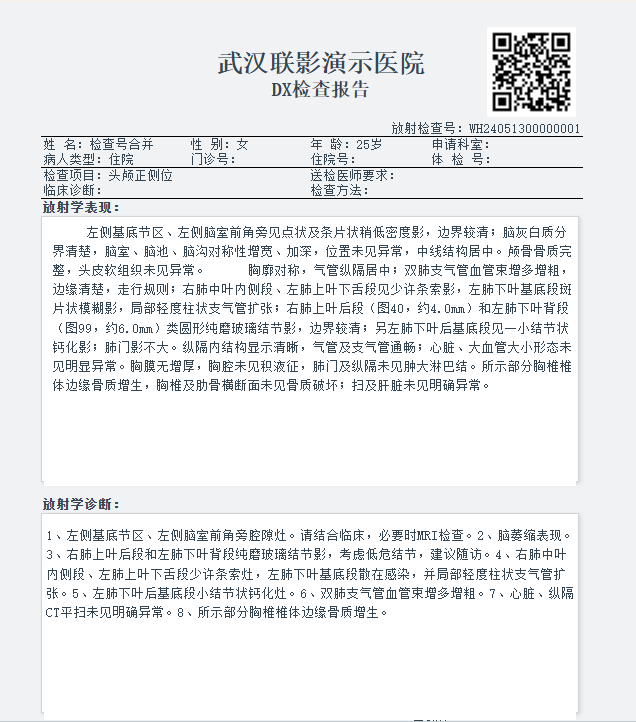 武汉联影演示医院
DX检查报告
放射检查号: WH24051300000001
姓 名: 检查号合并 性 别: 女 年 龄: 25岁 申请科室:
病人类型: 住院 门诊号: 住院号: 体 检 号:
检查项目: 头颅正侧位 送检医师要求:
临床诊断: 检查方法:
放射学表现:
左侧基底节区、左侧脑室前角旁见点状及条片状稍低密度影，边界较清；脑灰白质分
界清楚，脑室、脑池、脑沟对称性增宽、加深，位置未见异常，中线结构居中。颅骨骨质完
整，头皮软组织未见异常。 胸廓对称，气管纵隔居中；双肺支气管血管束增多增粗，
边缘清楚，走行规则；右肺中叶内侧段、左肺上叶下舌段见少许条索影，左肺下叶基底段斑
片状模糊影，局部轻度柱状支气管扩张；右肺上叶后段（图40，约4.0mm）和左肺下叶背段
（图99，约6.0mm）类圆形纯磨玻璃结节影，边界较清；另左肺下叶后基底段见一小结节状
钙化影；肺门影不大。纵隔内结构显示清晰，气管及支气管通畅；心脏、大血管大小形态未
见明显异常。胸膜无增厚，胸腔未见积液征，肺门及纵隔未见肿大淋巴结。所示部分胸椎椎
体边缘骨质增生，胸椎及肋骨横断面未见骨质破坏；扫及肝脏未见明确异常。
放射学诊断:
1、左侧基底节区、左侧脑室前角旁腔隙灶。请结合临床，必要时MRI检查。2、脑萎缩表现。
3、右肺上叶后段和左肺下叶背段纯磨玻璃结节影，考虑低危结节，建议随访。4、右肺中叶
内侧段、左肺上叶下舌段少许条索灶，左肺下叶基底段散在感染，并局部轻度柱状支气管扩
张。5、左肺下叶后基底段小结节状钙化灶。6、双肺支气管血管束增多增粗。7、心脏、纵隔
CT平扫未见明确异常。8、所示部分胸椎椎体边缘骨质增生。